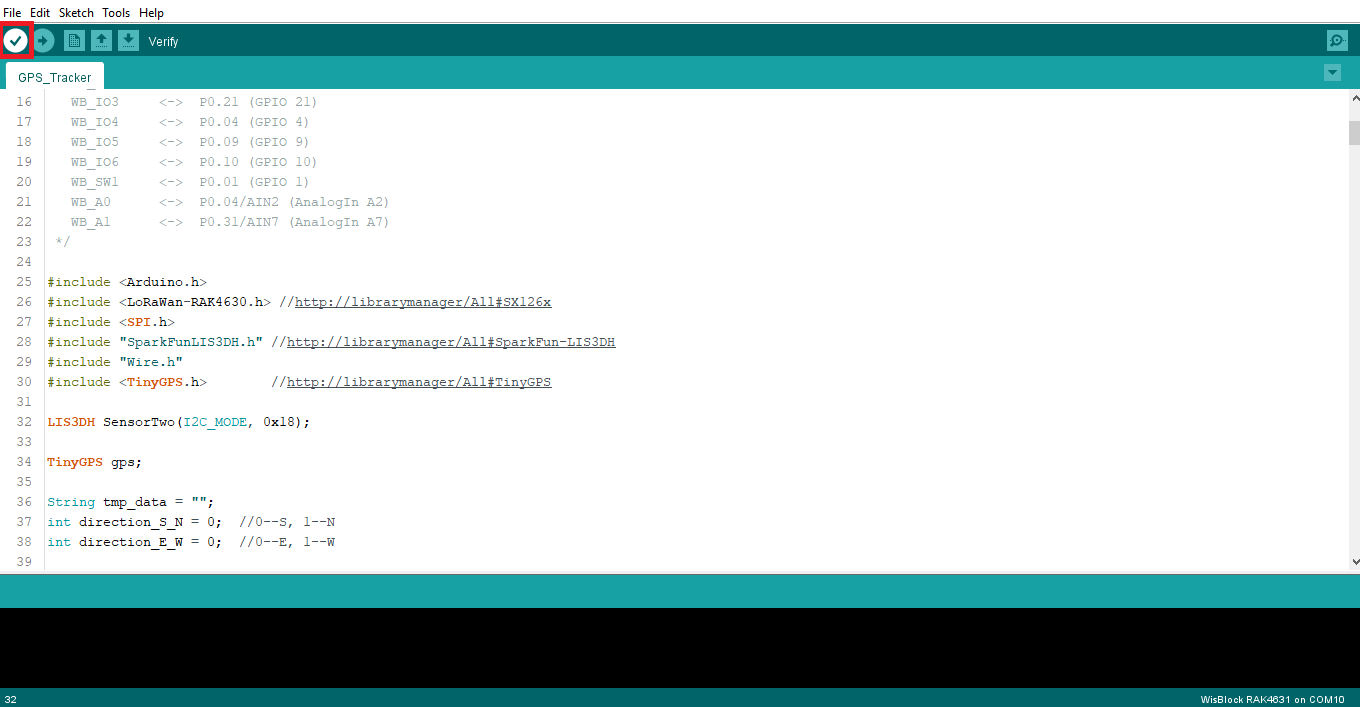 File Edit Sketch Tools Help
Verify
GPS_Tracker
16 WB_IO3 <-> P0.21 (GPIO 21)
17 WB_IO4 <-> P0.04 (GPIO 4)
18 WB_IO5 <-> P0.09 (GPIO 9)
19 WB_IO6 <-> P0.10 (GPIO 10)
20 WB_SW1 <-> P0.01 (GPIO 1)
21 WB_A0 <-> P0.04/AIN2 (AnalogIn A2)
22 WB_A1 <-> P0.31/AIN7 (AnalogIn A7)
23 */
24
25 #include <Arduino.h>
26 #include <LoRaWan-RAK4630.h> //http://librarymanager/All#SX126x
27 #include <SPI.h>
28 #include "SparkFunLIS3DH.h" //http://librarymanager/All#SparkFun-LIS3DH
29 #include "Wire.h"
30 #include <TinyGPS.h> //http://librarymanager/All#TinyGPS
31
32 LIS3DH SensorTwo(I2C_MODE, 0x18);
33
34 TinyGPS gps;
35
36 String tmp_data = "";
37 int direction_S_N = 0; //0--S, 1--N
38 int direction_E_W = 0; //0--E, 1--W
39
32 WisBlock RAK4631 on COM10